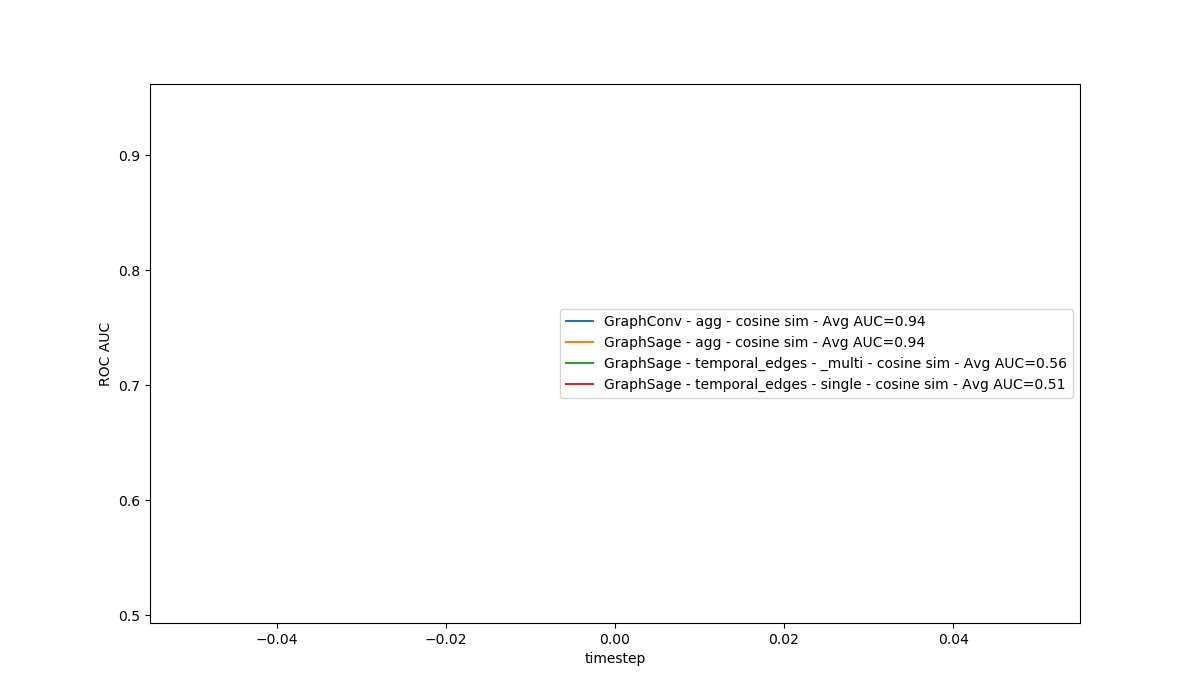 0.9
0.8
0.7
0.6
0.5
ROC AUC
GraphConv - agg - cosine sim - Avg AUC=0.94
GraphSage - agg - cosine sim - Avg AUC=0.94
GraphSage - temporal_edges - _multi - cosine sim - Avg AUC=0.56
GraphSage - temporal_edges - single - cosine sim - Avg AUC=0.51
−0.04 −0.02 0.00 0.02 0.04
timestep